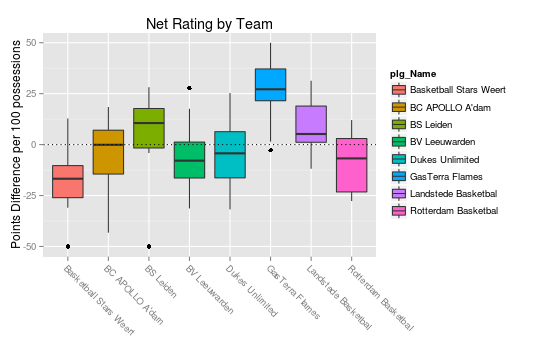 Net Rating by Team
Points Difference per 100 possessions
50
25
0
-25
-50
Basketball Stars Weert
BC APOLLO A'dam
BS Leiden
BV Leeuwarden
Dukes Unlimited
GasTerra Flames
Landstede Basketbal
Rotterdam Basketbal
plg_Name
Basketball Stars Weert
BC APOLLO A'dam
BS Leiden
BV Leeuwarden
Dukes Unlimited
GasTerra Flames
Landstede Basketbal
Rotterdam Basketbal